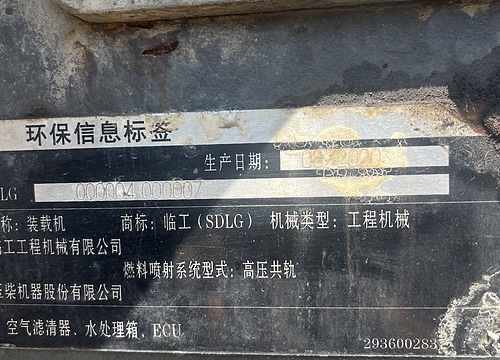 环保信息标签
生产日期: 08/2020
LG 000004 000007
称: 装载机 商标: 临工(SDLG) 机械类型: 工程机械
临工工程机械有限公司
燃料喷射系统型式: 高压共轨
柴机器股份有限公司
空气滤清器、水处理箱、ECU
293600283